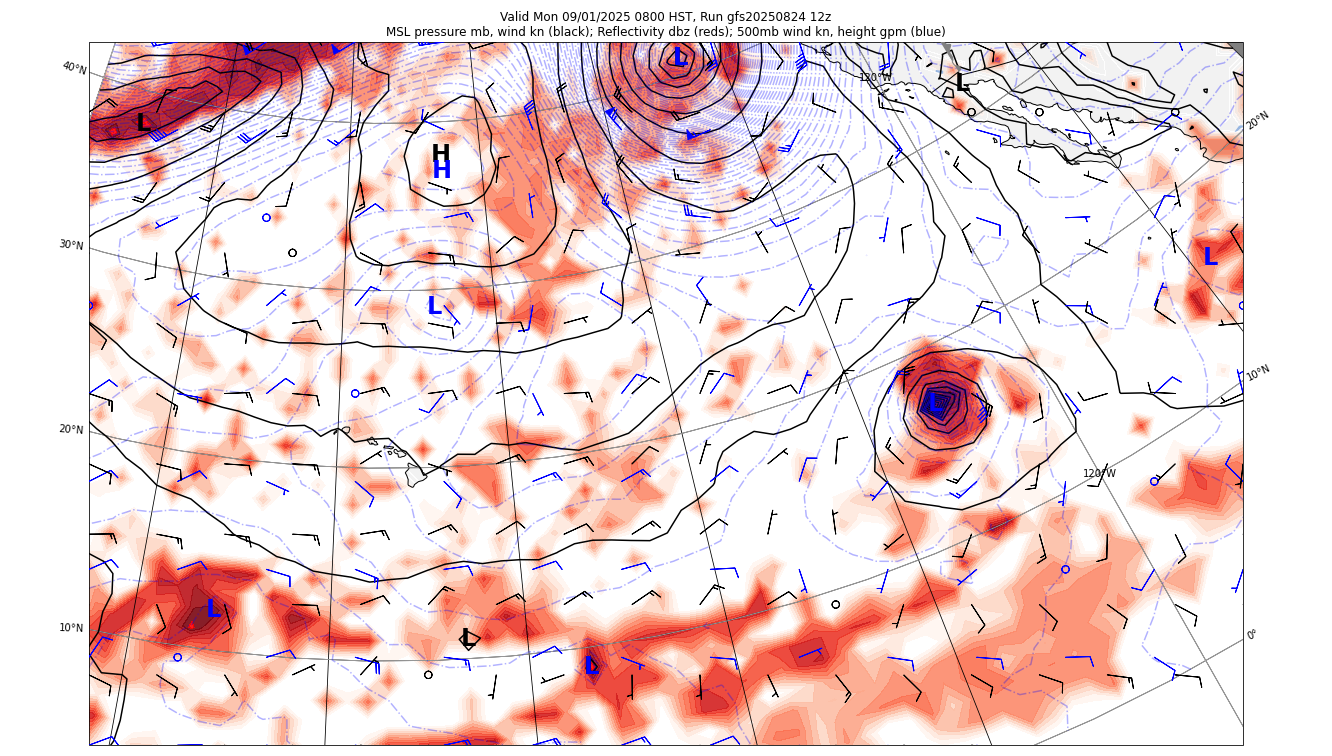 Valid Mon 09/01/2025 0800 HST, Run gfs20250824 12z
MSL pressure mb, wind kn (black); Reflectivity dbz (reds); 500mb wind kn, height gpm (blue)
40°N
L
130°W
L
L
20°N
H
H
30°N
L
L
10°N
L
20°N
120°W
L
10°N
L
L
0°